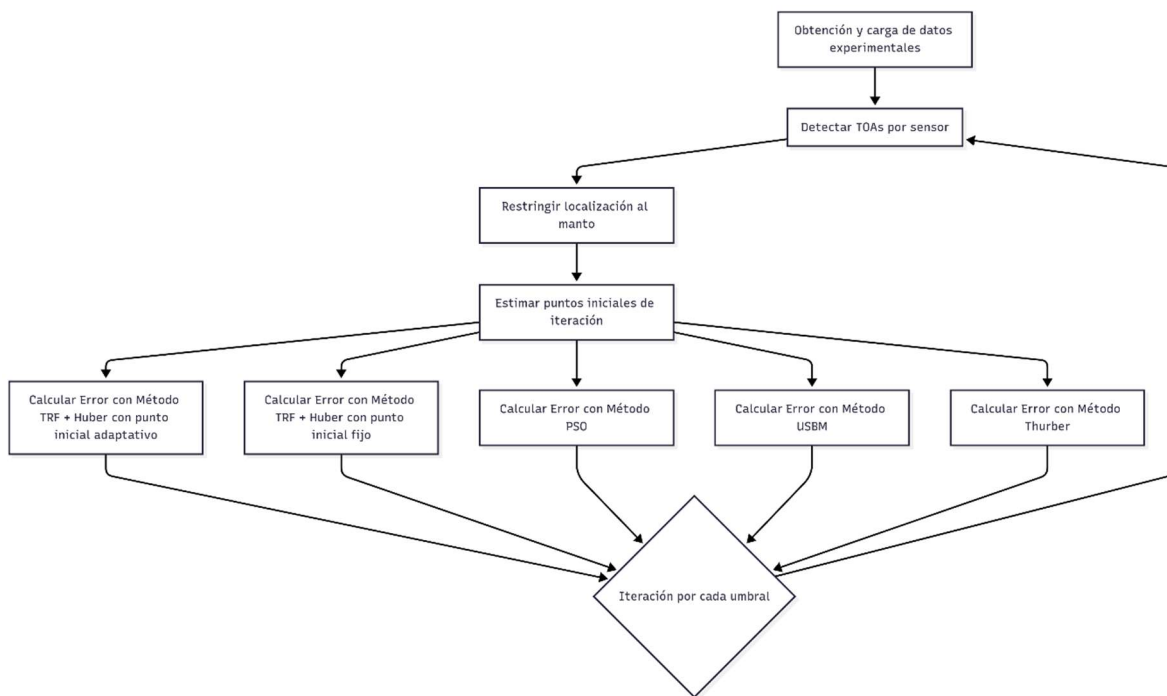 Obtención y carga de datos
experimentales
Detectar TOAs por sensor
Restringir localización al
manto
Estimar puntos iniciales de
iteración
Calcular Error con Método
TRF + Huber con punto
inicial adaptativo
Calcular Error con Método
TRF + Huber con punto
inicial fijo
Calcular Error con Método
PSO
Calcular Error con Método
USBM
Calcular Error con Método
Thurber
Iteración por cada umbral